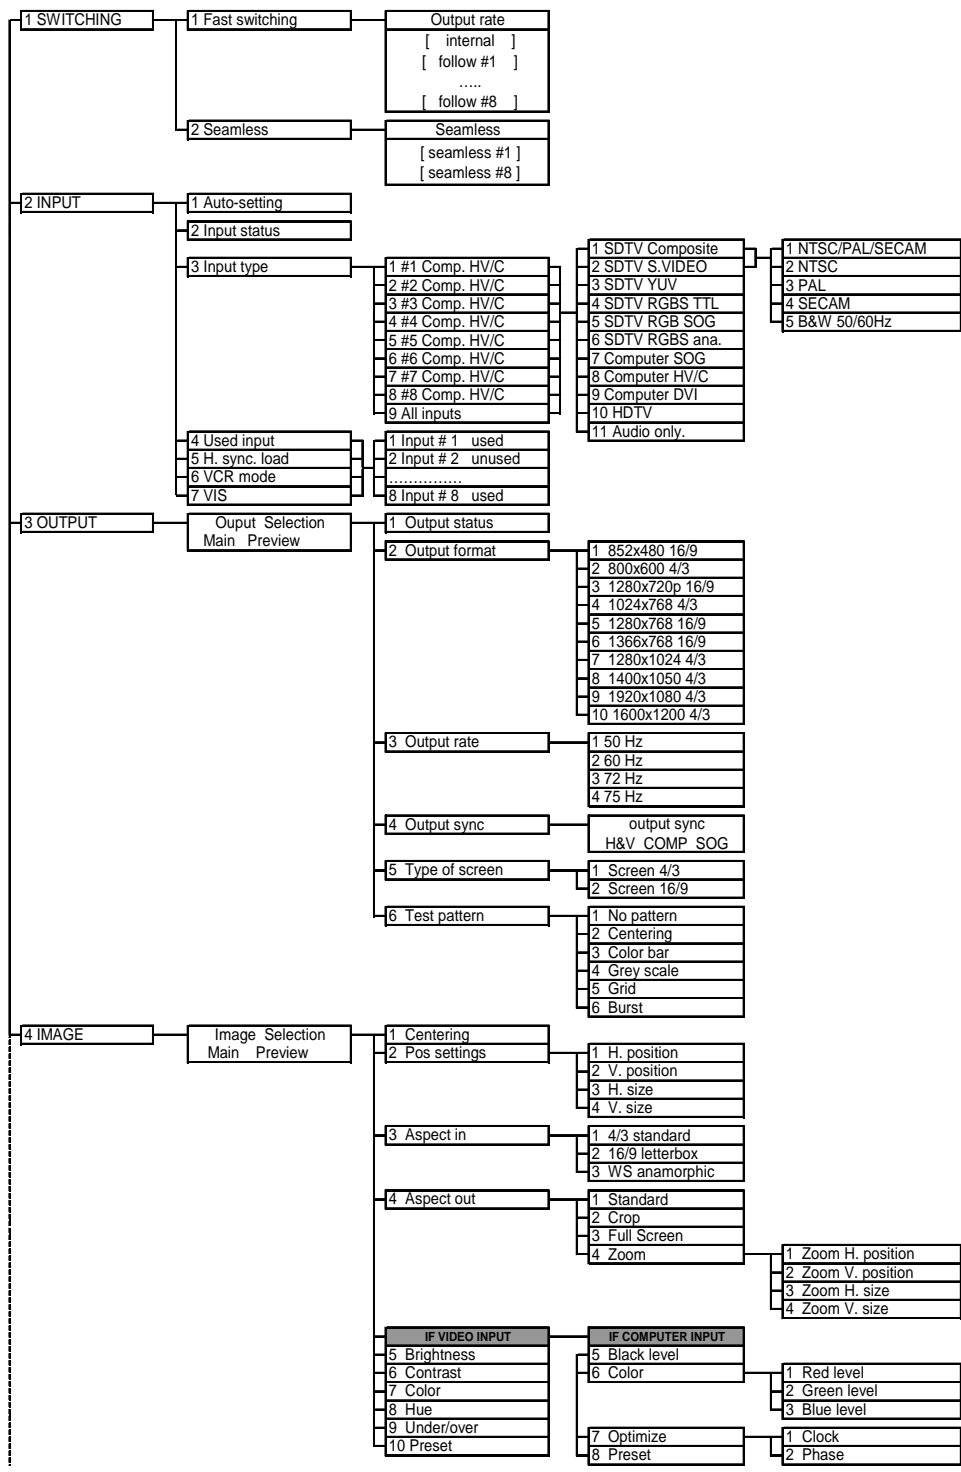 1 SWITCHING
1 Fast switching
Output rate
[ internal ]
[ follow #1 ]
.....
[ follow #8 ]
2 Seamless
Seamless
[ seamless #1 ]
[ seamless #8 ]
2 INPUT
1 Auto-setting
2 Input status
3 Input type
1 #1 Comp. HV/C
2 #2 Comp. HV/C
3 #3 Comp. HV/C
4 #4 Comp. HV/C
5 #5 Comp. HV/C
6 #6 Comp. HV/C
7 #7 Comp. HV/C
8 #8 Comp. HV/C
9 All inputs
1 SDTV Composite
2 SDTV S.VIDEO
3 SDTV YUV
4 SDTV RGBS TTL
5 SDTV RGB SOG
6 SDTV RGBS ana.
7 Computer SOG
8 Computer HV/C
9 Computer DVI
10 HDTV
11 Audio only.
1 NTSC/PAL/SECAM
2 NTSC
3 PAL
4 SECAM
5 B&W 50/60Hz
4 Used input
5 H. sync. load
6 VCR mode
7 VIS
1 Input # 1 used
2 Input # 2 unused
...............
8 Input # 8 used
3 OUTPUT
Ouput Selection
Main Preview
1 Output status
2 Output format
1 852x480 16/9
2 800x600 4/3
3 1280x720p 16/9
4 1024x768 4/3
5 1280x768 16/9
6 1366x768 16/9
7 1280x1024 4/3
8 1400x1050 4/3
9 1920x1080 4/3
10 1600x1200 4/3
3 Output rate
1 50 Hz
2 60 Hz
3 72 Hz
4 75 Hz
4 Output sync
output sync
H&V COMP SOG
5 Type of screen
1 Screen 4/3
2 Screen 16/9
6 Test pattern
1 No pattern
2 Centering
3 Color bar
4 Grey scale
5 Grid
6 Burst
4 IMAGE
Image Selection
Main Preview
1 Centering
2 Pos settings
1 H. position
2 V. position
3 H. size
4 V. size
3 Aspect in
1 4/3 standard
2 16/9 letterbox
3 WS anamorphic
4 Aspect out
1 Standard
2 Crop
3 Full Screen
4 Zoom
1 Zoom H. position
2 Zoom V. position
3 Zoom H. size
4 Zoom V. size
IF VIDEO INPUT
5 Brightness
6 Contrast
7 Color
8 Hue
9 Under/over
10 Preset
IF COMPUTER INPUT
5 Black level
6 Color
1 Red level
2 Green level
3 Blue level
7 Optimize
8 Preset
1 Clock
2 Phase